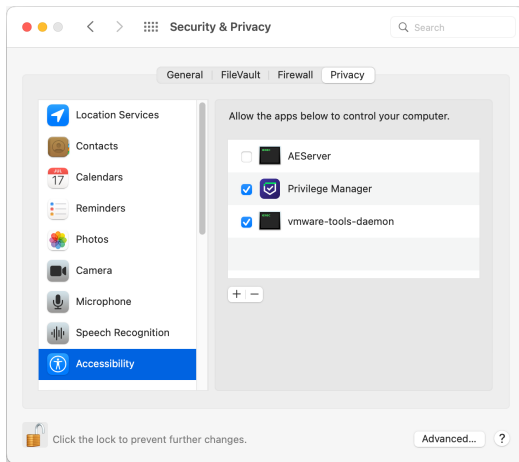 Security & Privacy
Search
General FileVault Firewall Privacy
Location Services
Contacts
JUL
17
Calendars
Reminders
Photos
Camera
Microphone
Speech Recognition
Accessibility
Allow the apps below to control your computer.
AEServer
Privilege Manager
vmware-tools-daemon
+ −
Click the lock to prevent further changes.
Advanced... ?